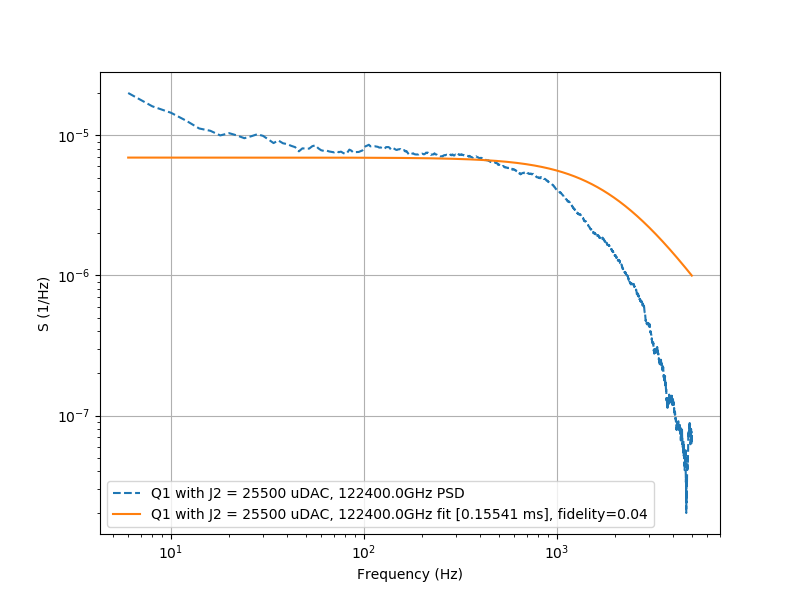 S (1/Hz)
10⁻⁵
10⁻⁶
10⁻⁷
Q1 with J2 = 25500 uDAC, 122400.0GHz PSD
Q1 with J2 = 25500 uDAC, 122400.0GHz fit [0.15541 ms], fidelity=0.04
10¹ 10² 10³
Frequency (Hz)